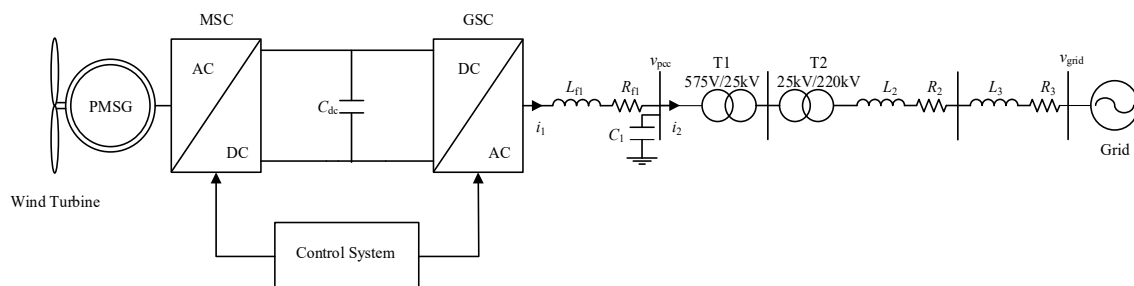 MSC
GSC
AC
DC
PMSG
Wind Turbine
Cdc
DC
AC
Lf1
Rf1
i1
C1
vpcc
i2
T1
575V/25kV
T2
25kV/220kV
L2
R2
L3
R3
vgrid
Grid
Control System